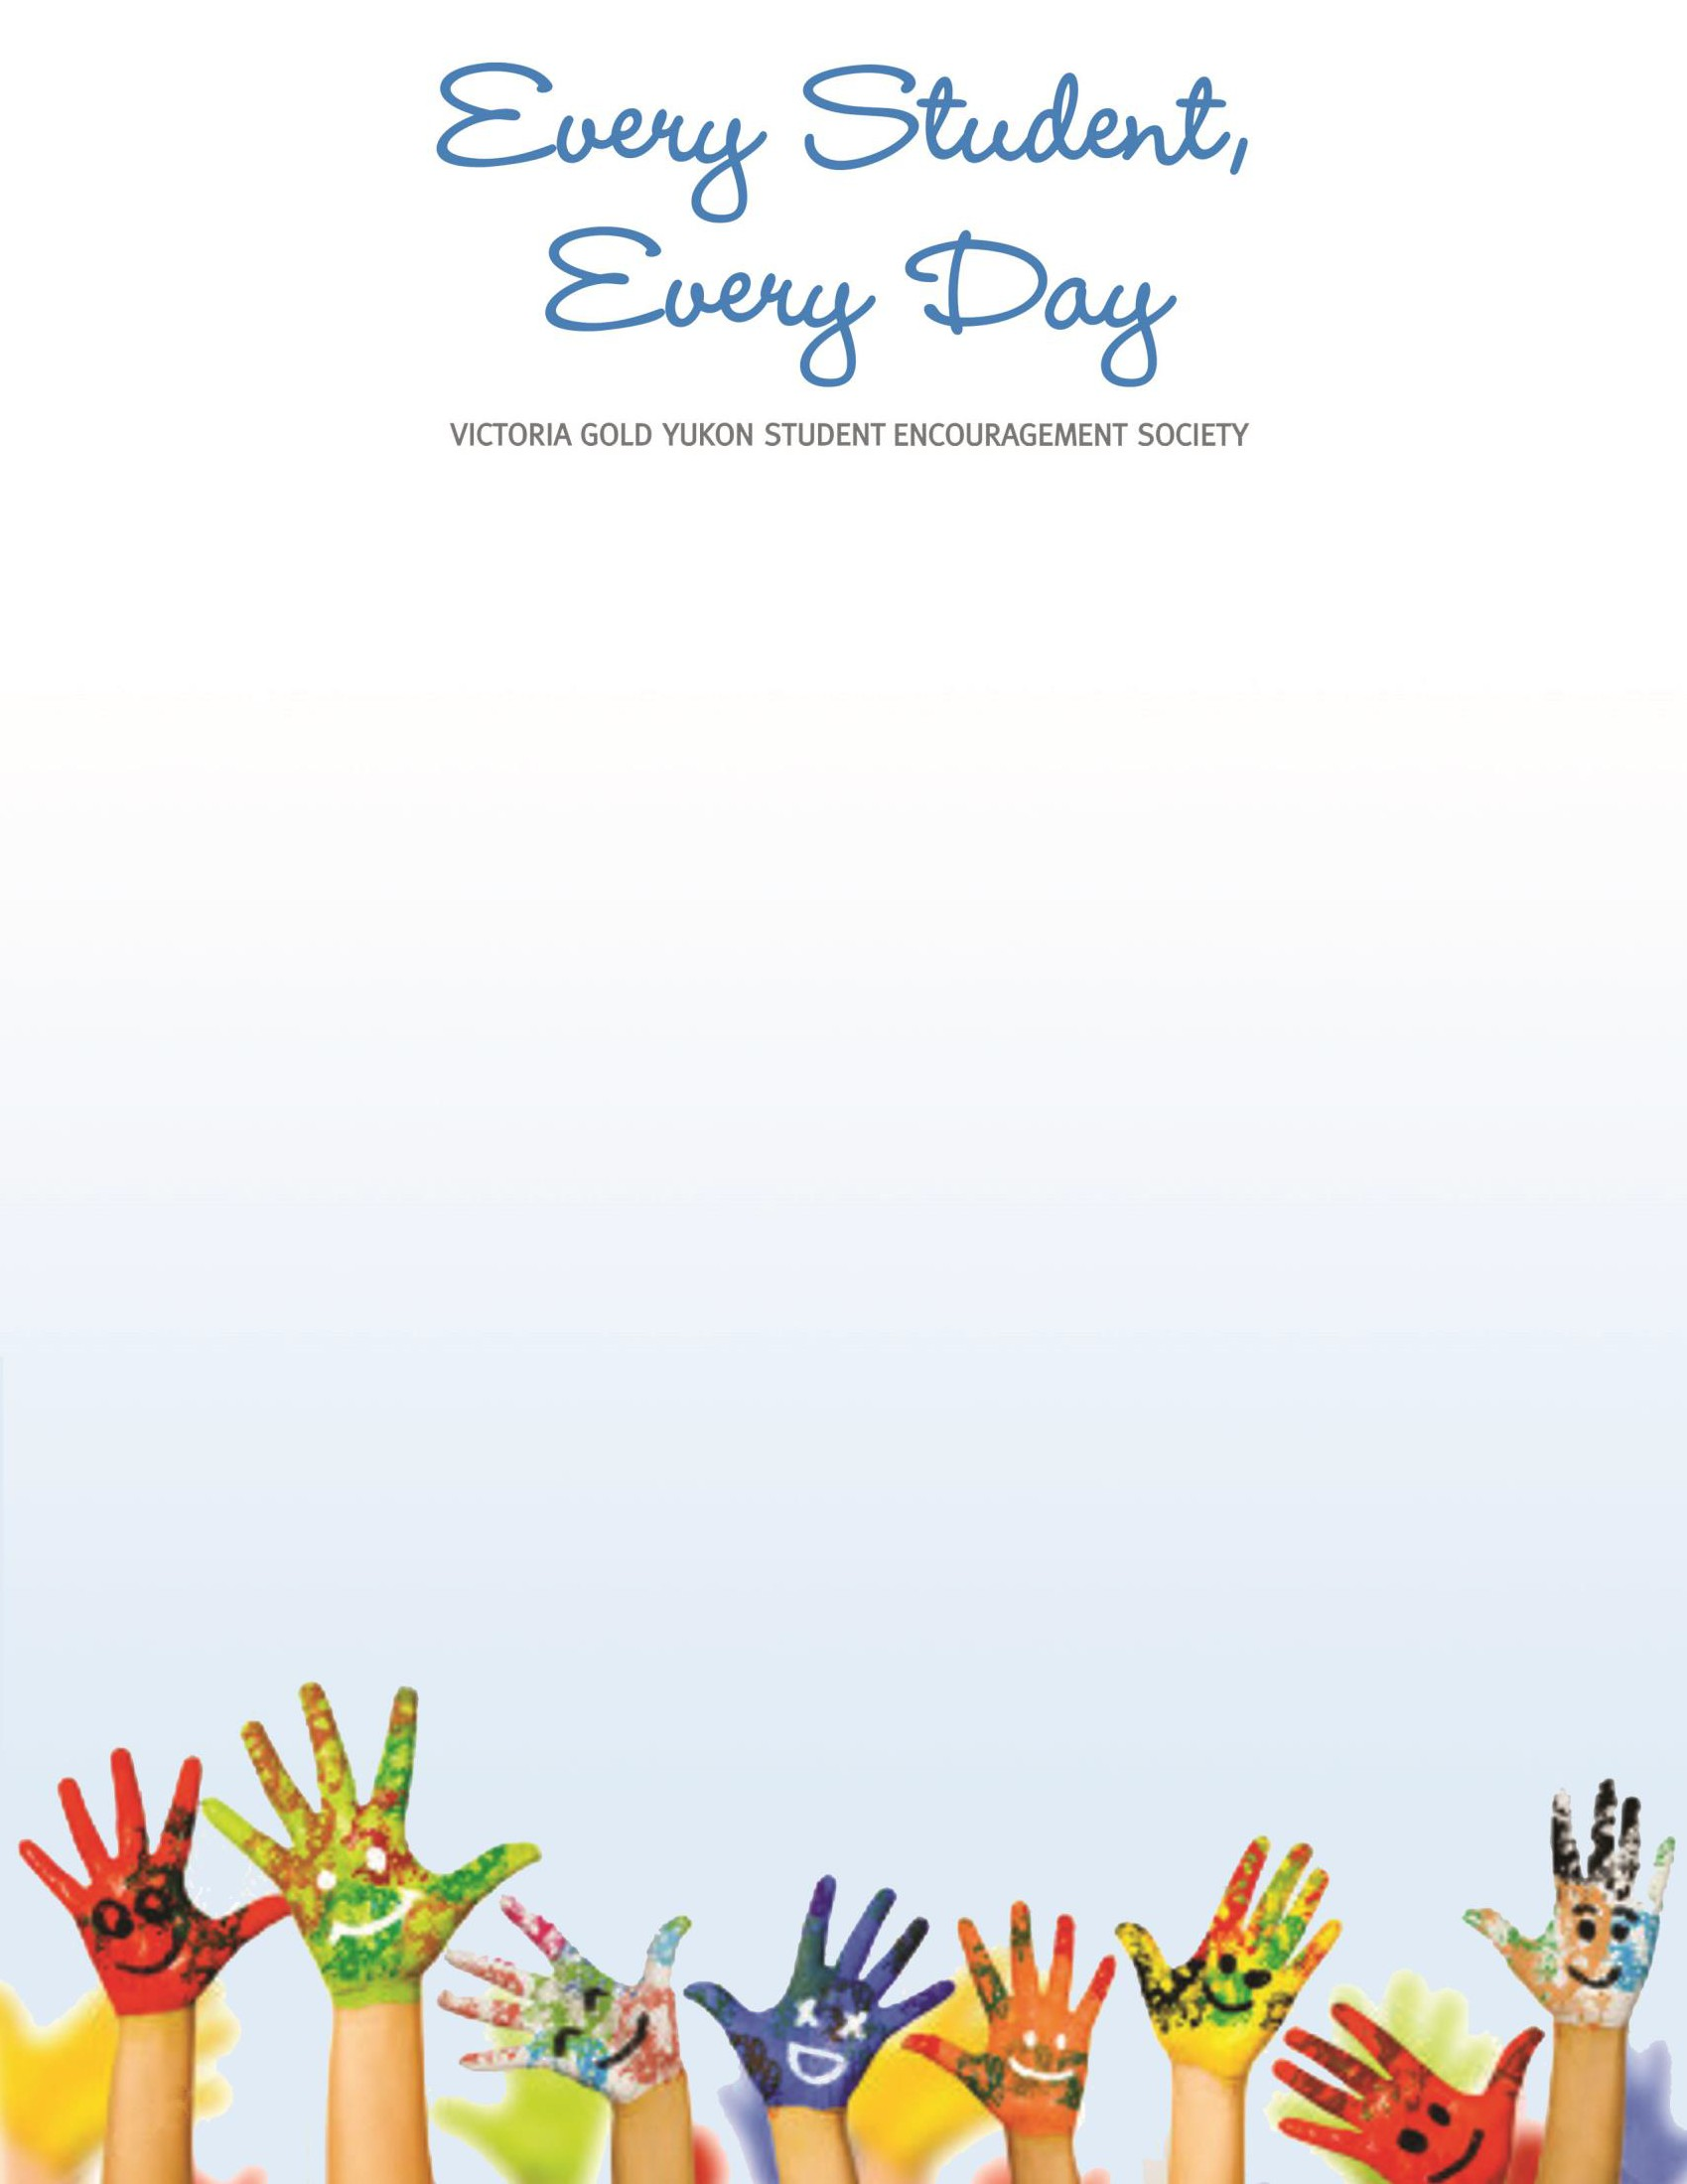 Every Student,
Every Day
VICTORIA GOLD YUKON STUDENT ENCOURAGEMENT SOCIETY